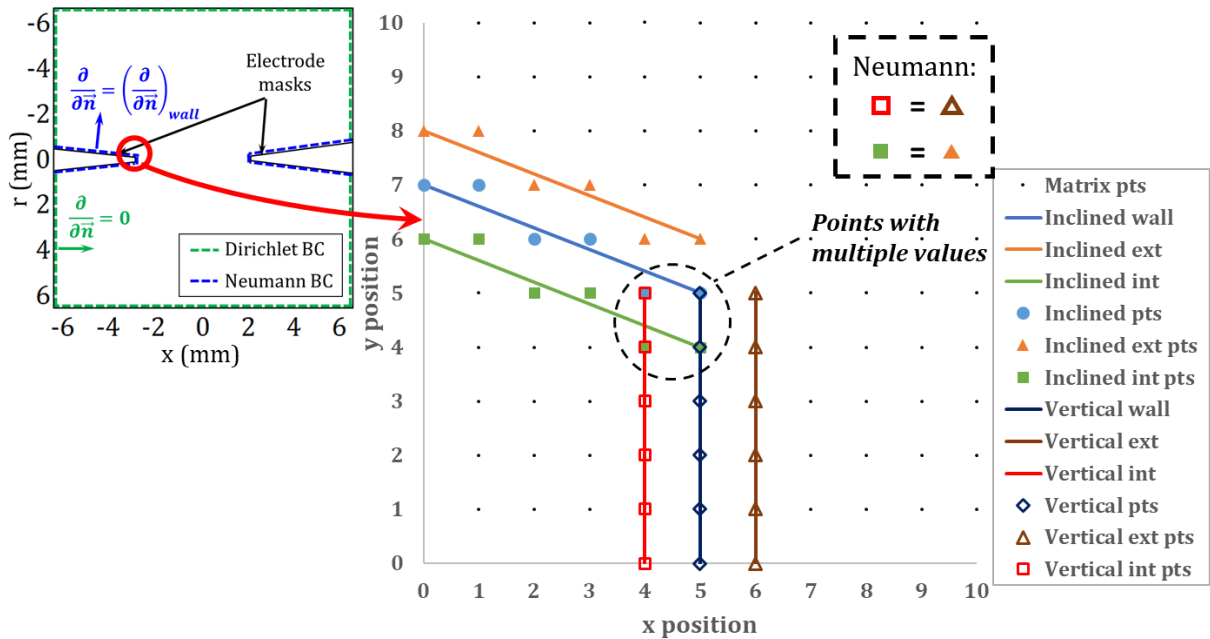 -6
-4
-2
0
2
4
6
r (mm)
-6 -4 -2 0 2 4 6
x (mm)
Electrode
masks
∂/∂n⃗ = (∂/∂n⃗)wall
∂/∂n⃗ = 0
Dirichlet BC
Neumann BC
10
9
8
7
6
5
4
3
2
1
0
y position
0 1 2 3 4 5 6 7 8 9 10
x position
Points with
multiple values
Neumann:
=
=
Matrix pts
Inclined wall
Inclined ext
Inclined int
Inclined pts
Inclined ext pts
Inclined int pts
Vertical wall
Vertical ext
Vertical int
Vertical pts
Vertical ext pts
Vertical int pts